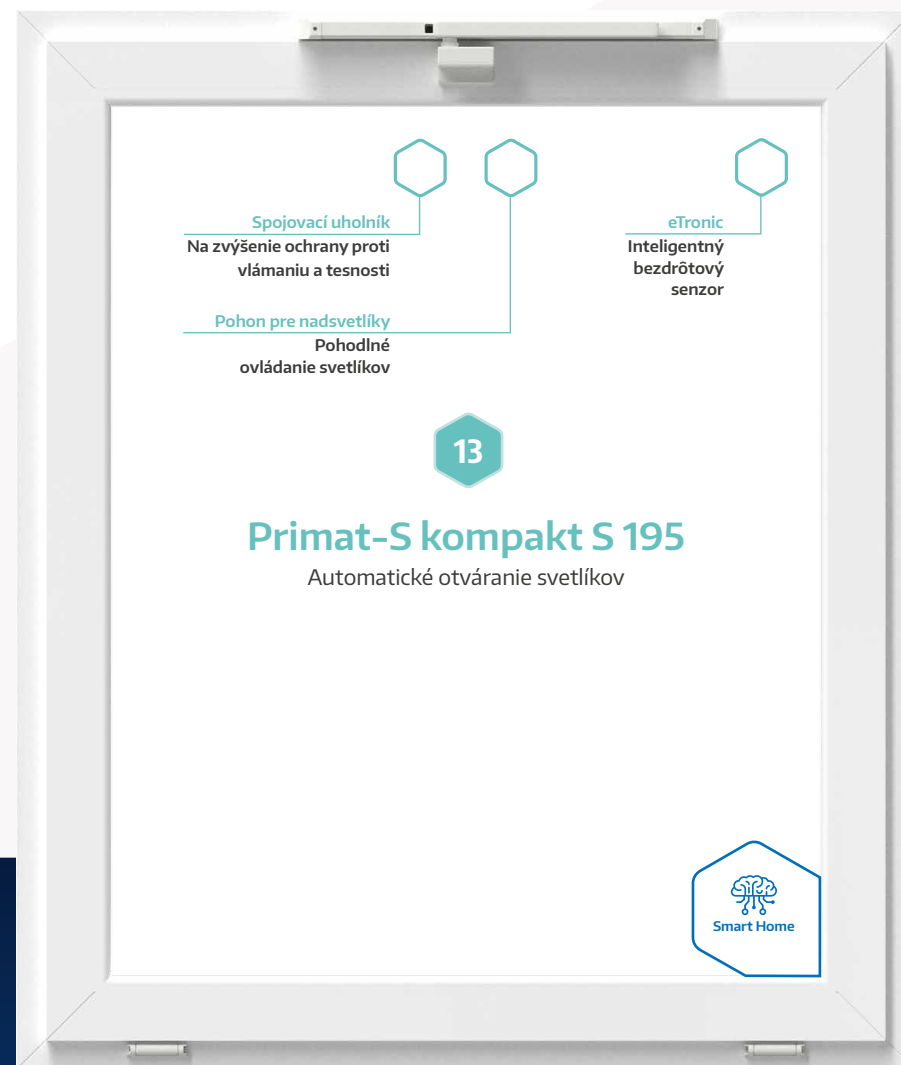 Spojovací uholník
Na zvýšenie ochrany proti
vlámaniu a tesnosti
Pohon pre nadsvetlíky
Pohodlné
ovládanie svetlíkov
eTronic
Inteligentný
bezdrôtový
senzor
13
Primat-S kompakt S 195
Automatické otváranie svetlíkov
Smart Home